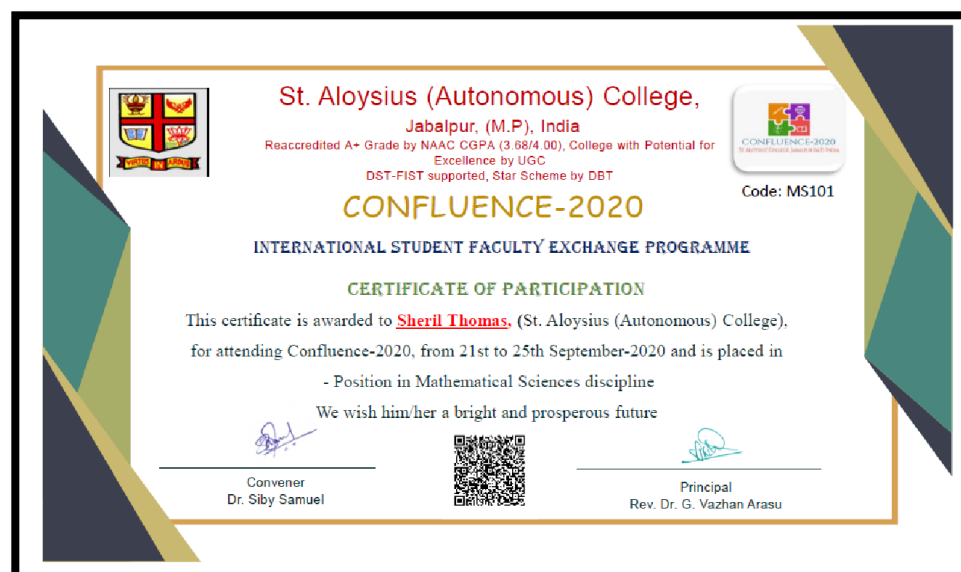 St. Aloysius (Autonomous) College,
Jabalpur, (M.P), India
Reaccredited A+ Grade by NAAC CGPA (3.68/4.00), College with Potential for
Excellence by UGC
DST-FIST supported, Star Scheme by DBT
VIRTUS IN ARDUIS
CONFLUENCE-2020
Code: MS101
CONFLUENCE-2020
INTERNATIONAL STUDENT FACULTY EXCHANGE PROGRAMME
CERTIFICATE OF PARTICIPATION
This certificate is awarded to Sheril Thomas, (St. Aloysius (Autonomous) College),
for attending Confluence-2020, from 21st to 25th September-2020 and is placed in
- Position in Mathematical Sciences discipline
We wish him/her a bright and prosperous future
Convener
Dr. Siby Samuel
Principal
Rev. Dr. G. Vazhan Arasu